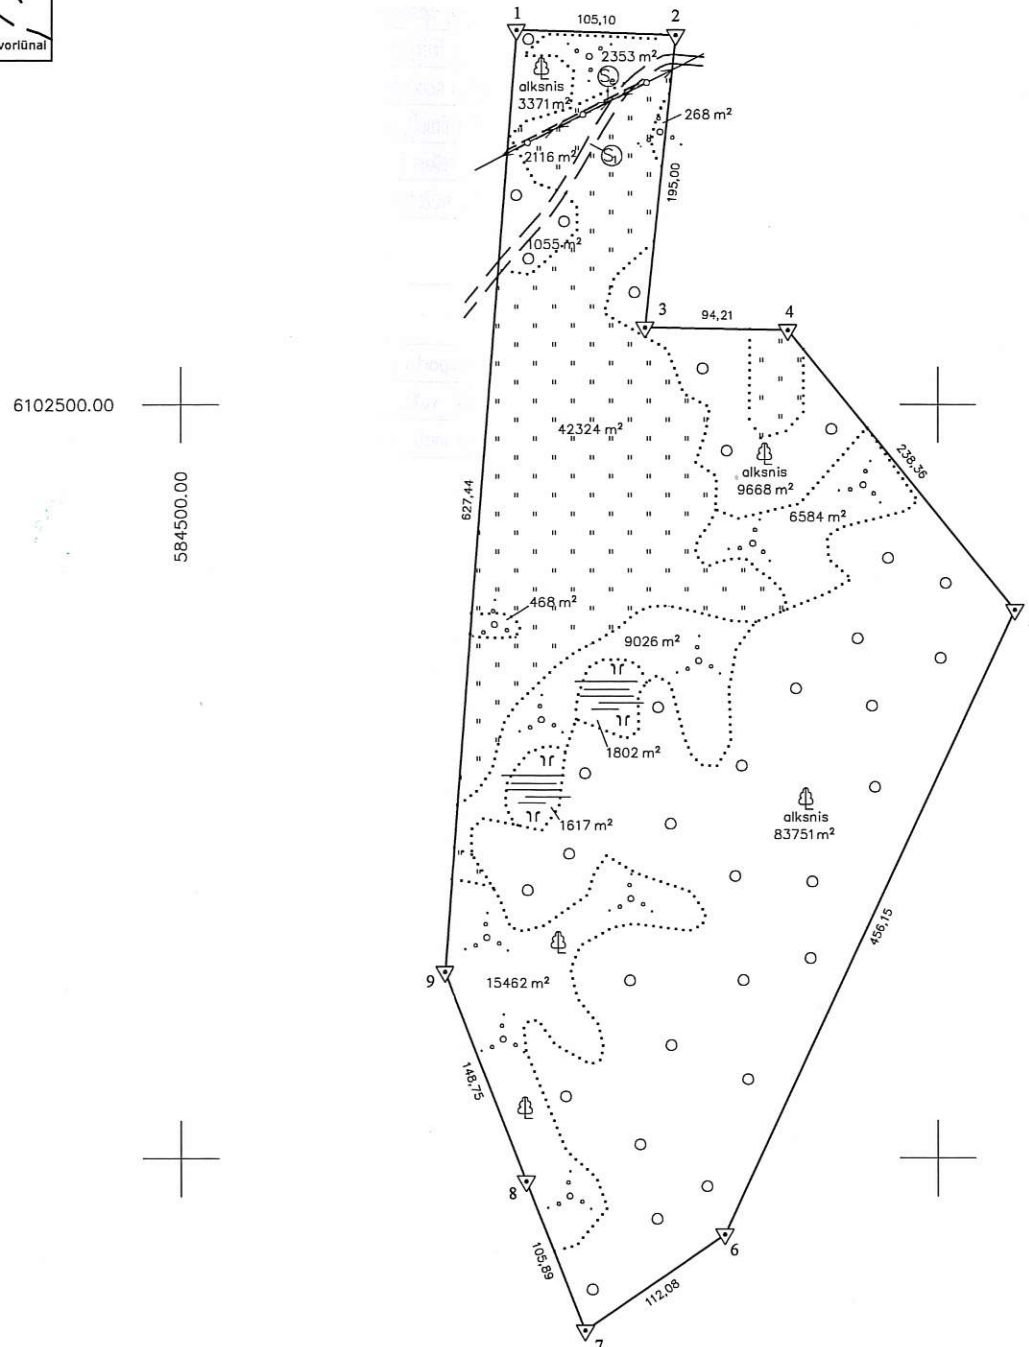 vorlūnai
1
105,10
2
2353 m²
alksnis
3371 m²
S₆
268 m²
2116 m²
S₁
195,00
1055 m²
3
94,21
4
6102500.00
584500.00
42324 m²
238,36
alksnis
9668 m²
6584 m²
627,44
468 m²
9026 m²
1802 m²
1617 m²
alksnis
83751 m²
456,15
9
15462 m²
148,75
8
105,89
6
112,08
7